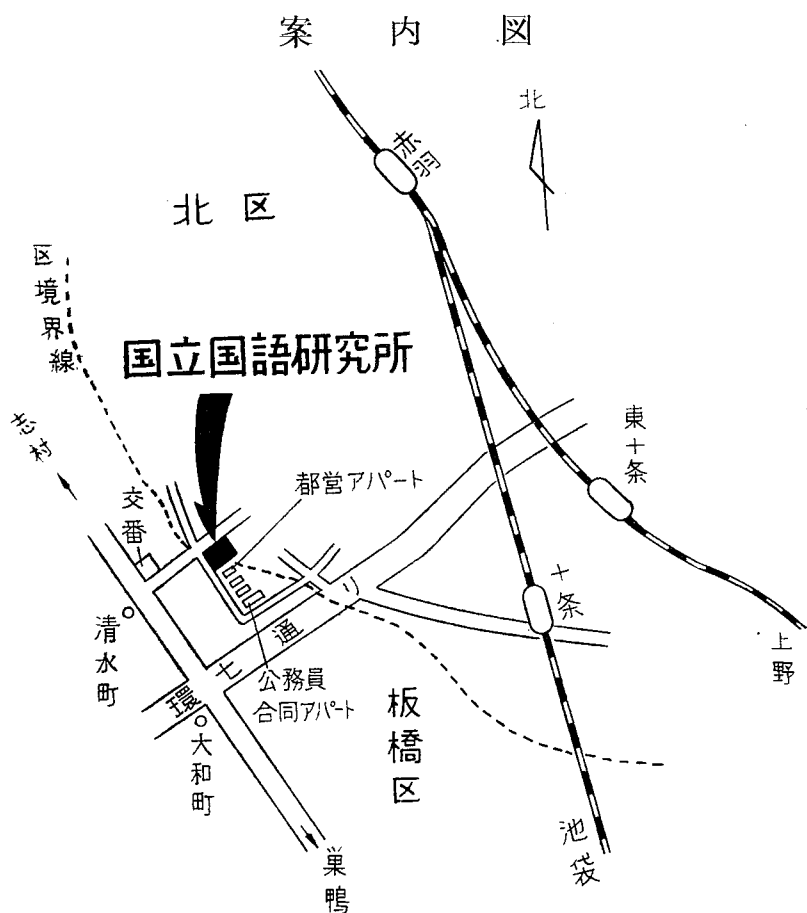 案内図
北
赤羽
北区
区境界線
国立国語研究所
志村
東十条
都営アパート
交番
十条
清水町
上野
環七通
公務員
合同アパート
板橋区
大和町
池袋
巣鴨